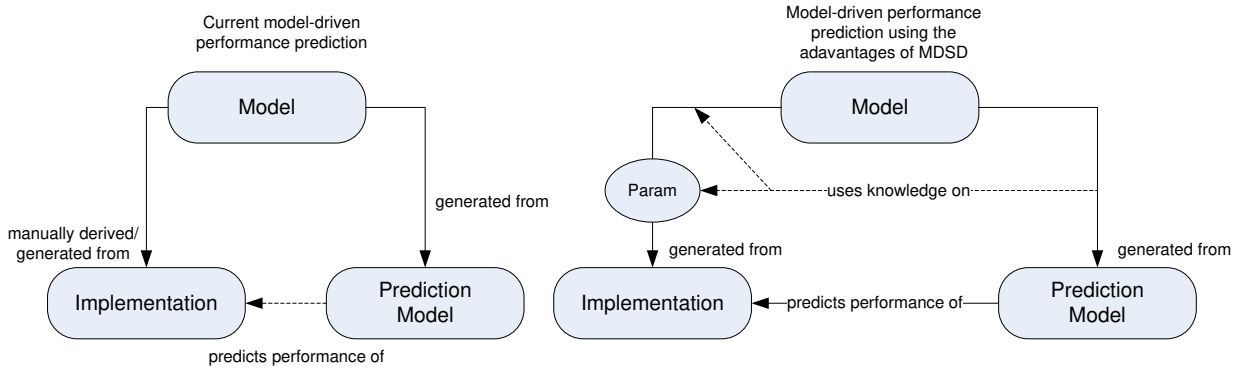 Current model-driven
performance prediction
Model
manually derived/
generated from
generated from
Implementation
Prediction
Model
predicts performance of
Model-driven performance
prediction using the
adavantages of MDSD
Model
Param
uses knowledge on
generated from
generated from
Implementation
predicts performance of
Prediction
Model